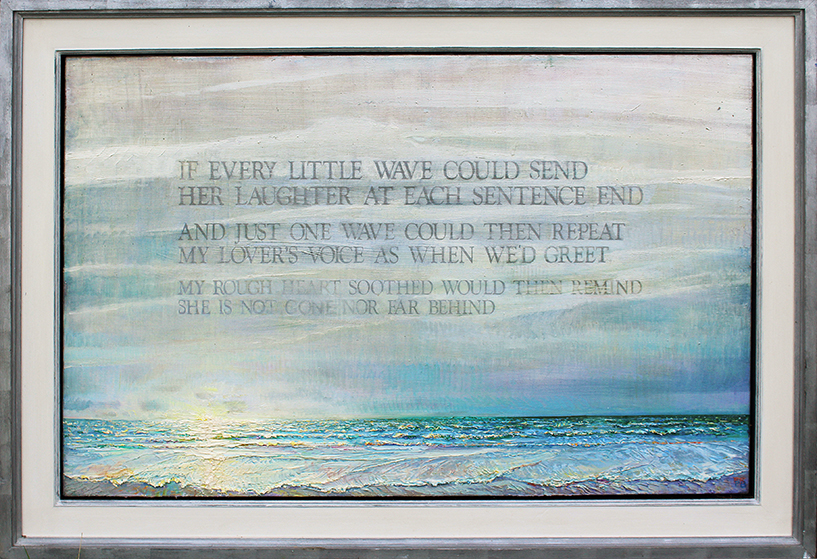 IF EVERY LITTLE WAVE COULD SEND
HER LAUGHTER AT EACH SENTENCE END
AND JUST ONE WAVE COULD THEN REPEAT
MY LOVER'S VOICE AS WHEN WE'D GREET
MY ROUGH HEART SOOTHED WOULD THEN REMIND
SHE IS NOT GONE NOR FAR BEHIND